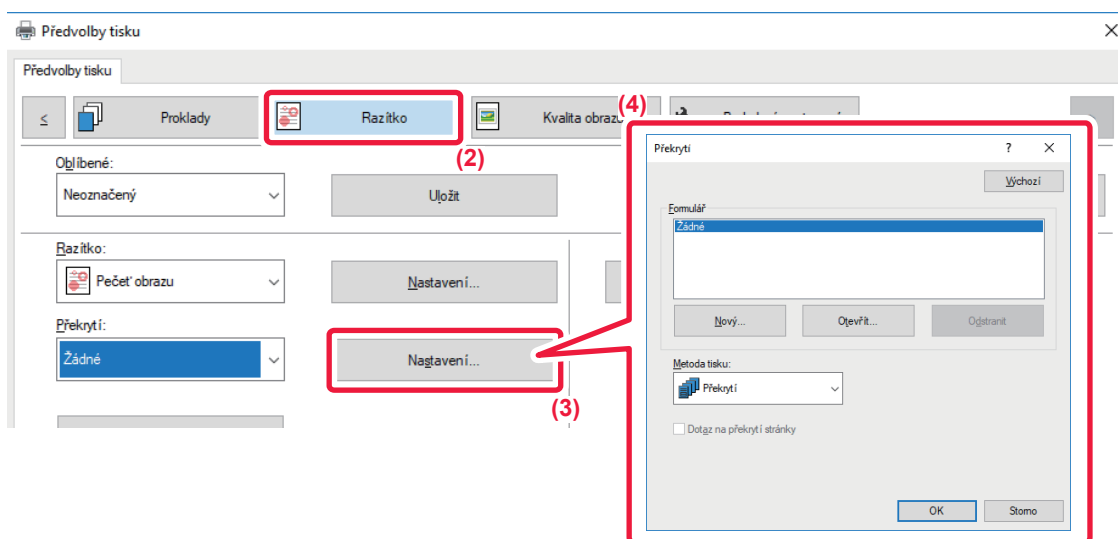 Předvolby tisku
Předvolby tisku
≤
Proklady
Razítko
Kvalita obrazu
(4)
(2)
Oblíbené:
Neoznačený
Uložit
Razítko:
Pečeť obrazu
Nastavení...
Překrytí:
Žádné
Nastavení...
(3)
Překrytí
?
Výchozí
Formulář
Žádné
Nový...
Otevřít...
Odstranit
Metoda tisku:
Překrytí
Dotaz na překrytí stránky
OK
Storno